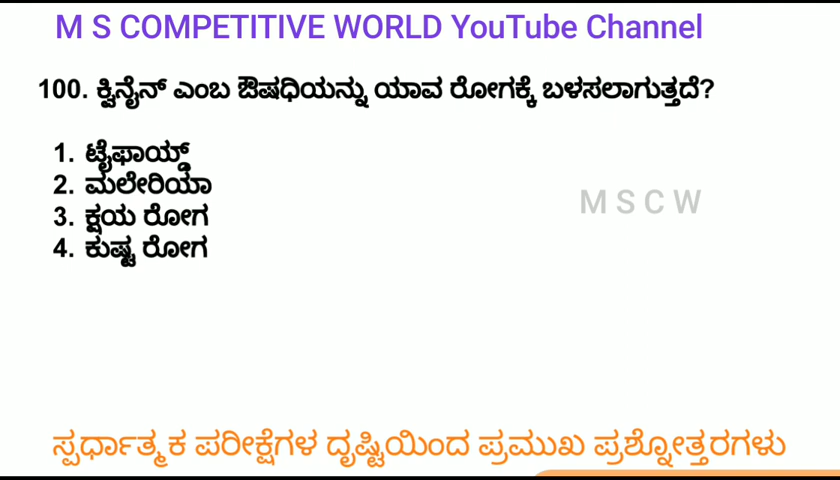 M S COMPETITIVE WORLD YouTube Channel
100. ಕ್ವಿನೈನ್ ಎಂಬ ಔಷಧಿಯನ್ನು ಯಾವ ರೋಗಕ್ಕೆ ಬಳಸಲಾಗುತ್ತದೆ?
1. ಟೈಫಾಯ್ಡ್
2. ಮಲೇರಿಯಾ
3. ಕ್ಷಯ ರೋಗ
4. ಕುಷ್ಟ ರೋಗ
M S C W
ಸ್ಪರ್ಧಾತ್ಮಕ ಪರೀಕ್ಷೆಗಳ ದೃಷ್ಟಿಯಿಂದ ಪ್ರಮುಖ ಪ್ರಶ್ನೋತ್ತರಗಳು